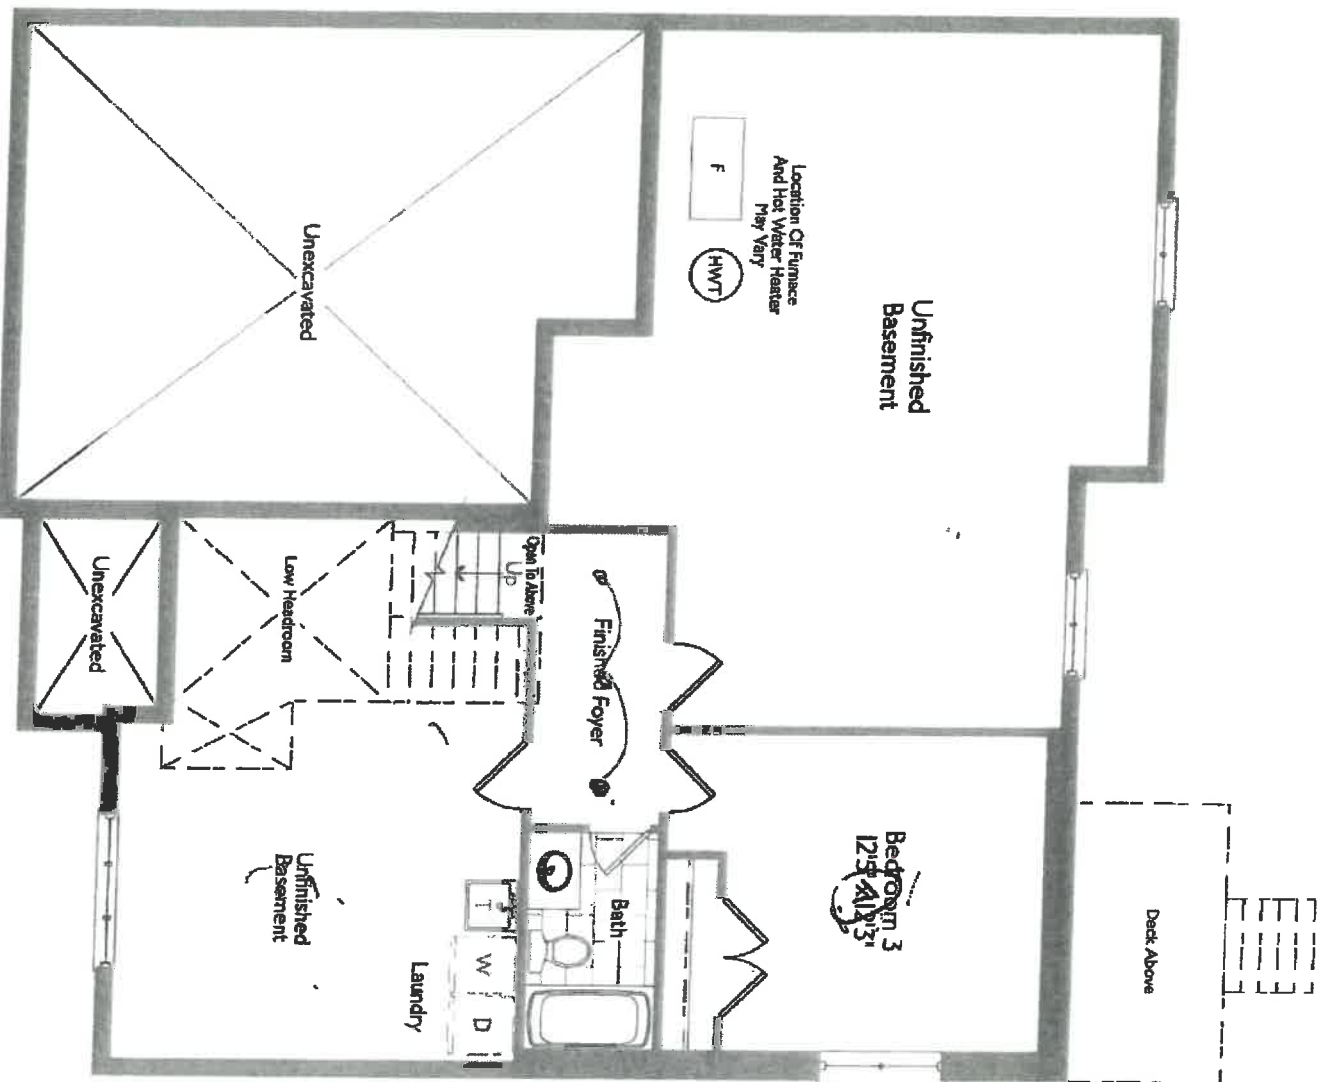 Deck Above
Unfinished
Basement
Bedroom 3
Location Of Furnace
And Hot Water Heater
May Vary
F
HWT
Finished Foyer
Bath
Open To Above
Up
T
W
D
Laundry
Unexcavated
Low Headroom
Unfinished
Basement
Unexcavated